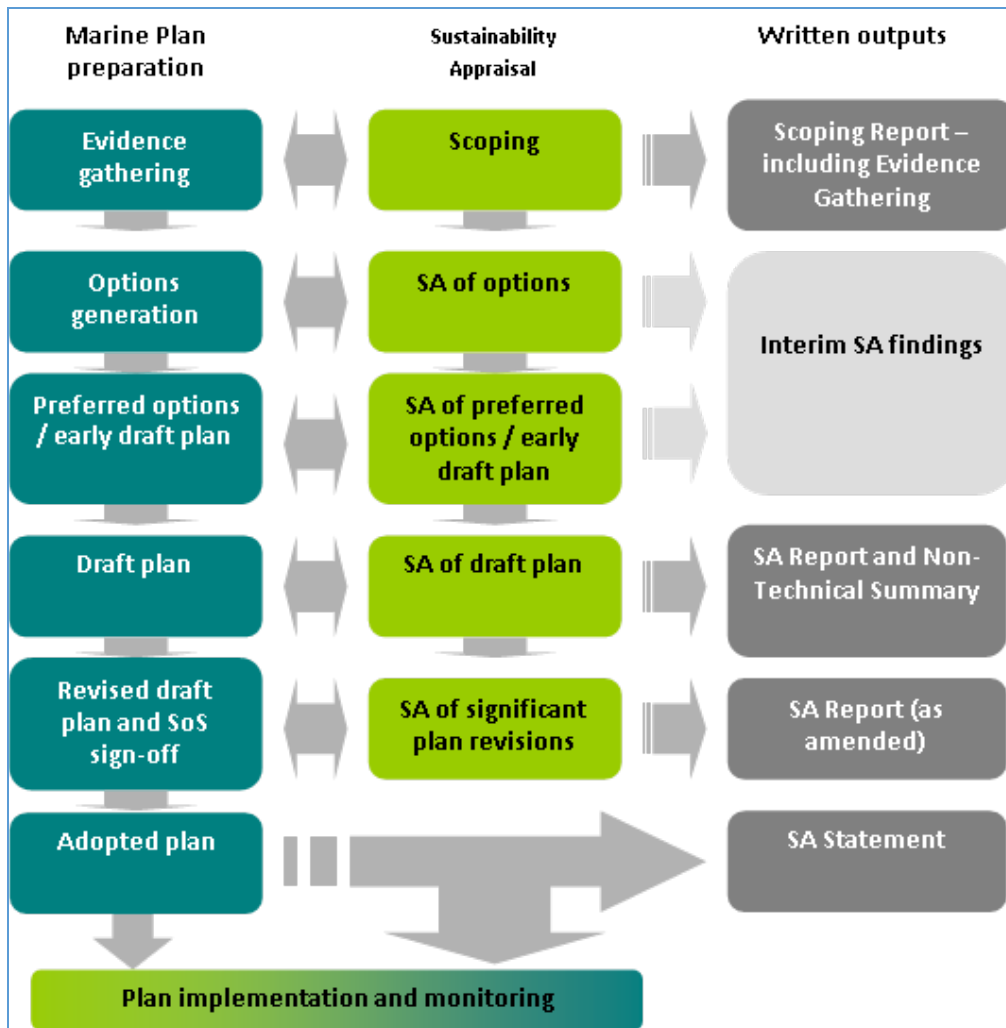 Marine Plan
preparation
Sustainability
Appraisal
Written outputs
Evidence
gathering
Scoping
Scoping Report –
including Evidence
Gathering
Options
generation
SA of options
Interim SA findings
Preferred options
/ early draft plan
SA of preferred
options / early
draft plan
Draft plan
SA of draft plan
SA Report and Non-
Technical Summary
Revised draft
plan and SoS
sign-off
SA of significant
plan revisions
SA Report (as
amended)
Adopted plan
SA Statement
Plan implementation and monitoring